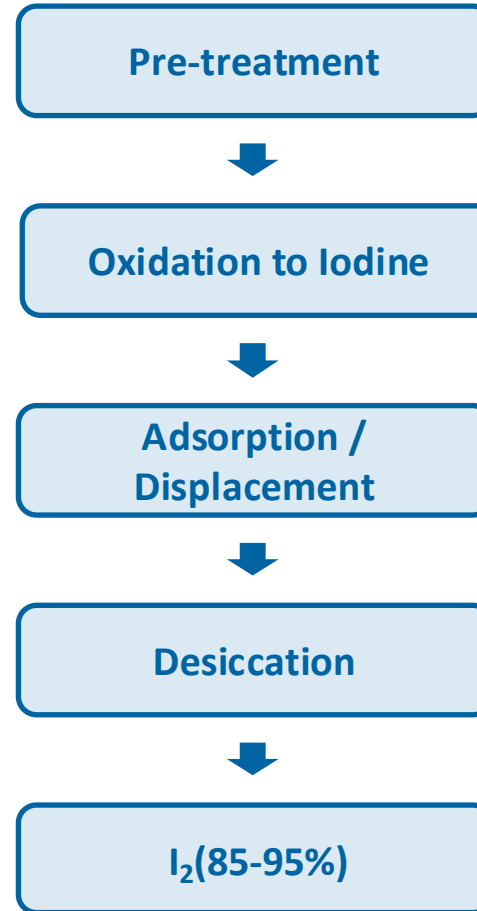 Pre-treatment
Oxidation to Iodine
Adsorption /
Displacement
Desiccation
I₂(85-95%)